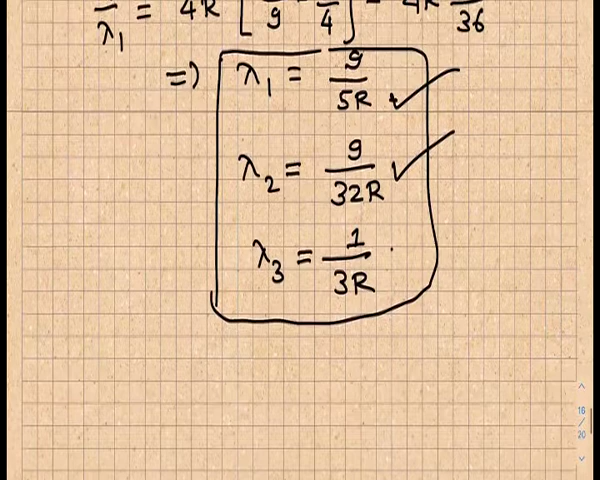 1/λ₁ = 4R [1/9 - 1/4] = 4R 5/36
=) λ₁ = 9/5R ✓
λ₂ = 9/32R ✓
λ₃ = 1/3R
16
/
20